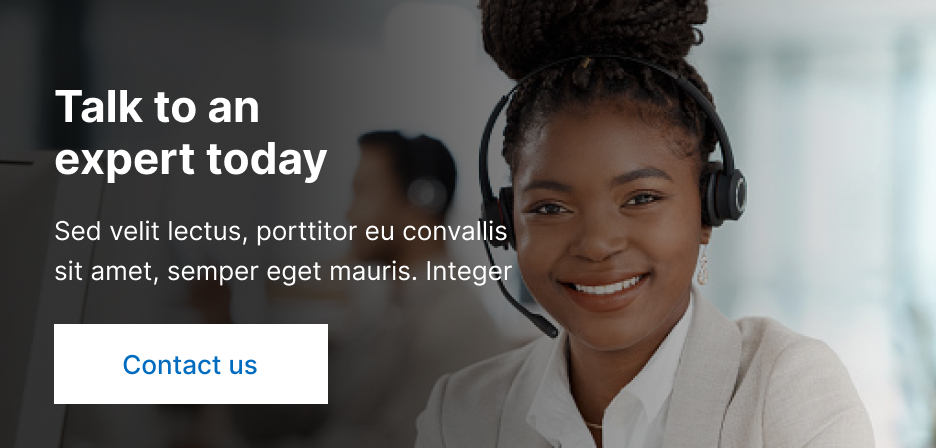 Talk to an
expert today
Sed velit lectus, porttitor eu convallis
sit amet, semper eget mauris. Integer
Contact us